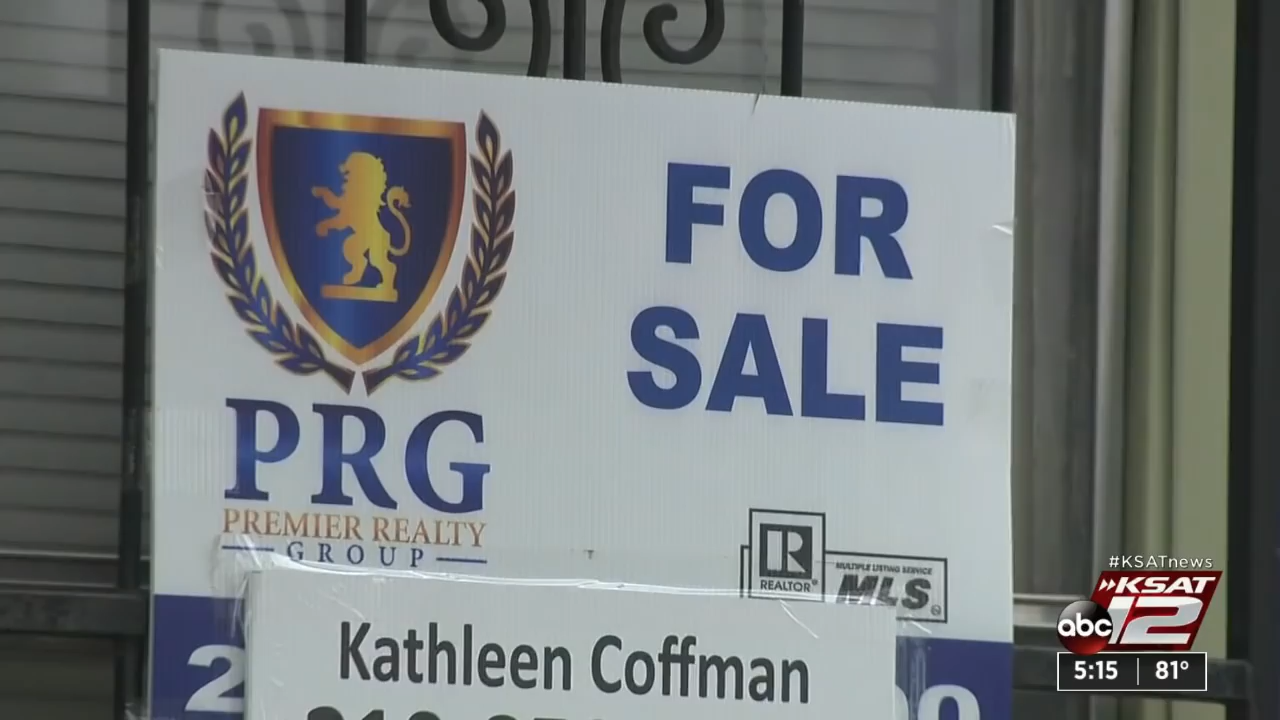 FOR
SALE
PRG
PREMIER REALTY
GROUP
R
REALTOR®
MULTIPLE LISTING SERVICE
MLS
Kathleen Coffman
#KSATnews
KSAT
abc 12
5:15 81°